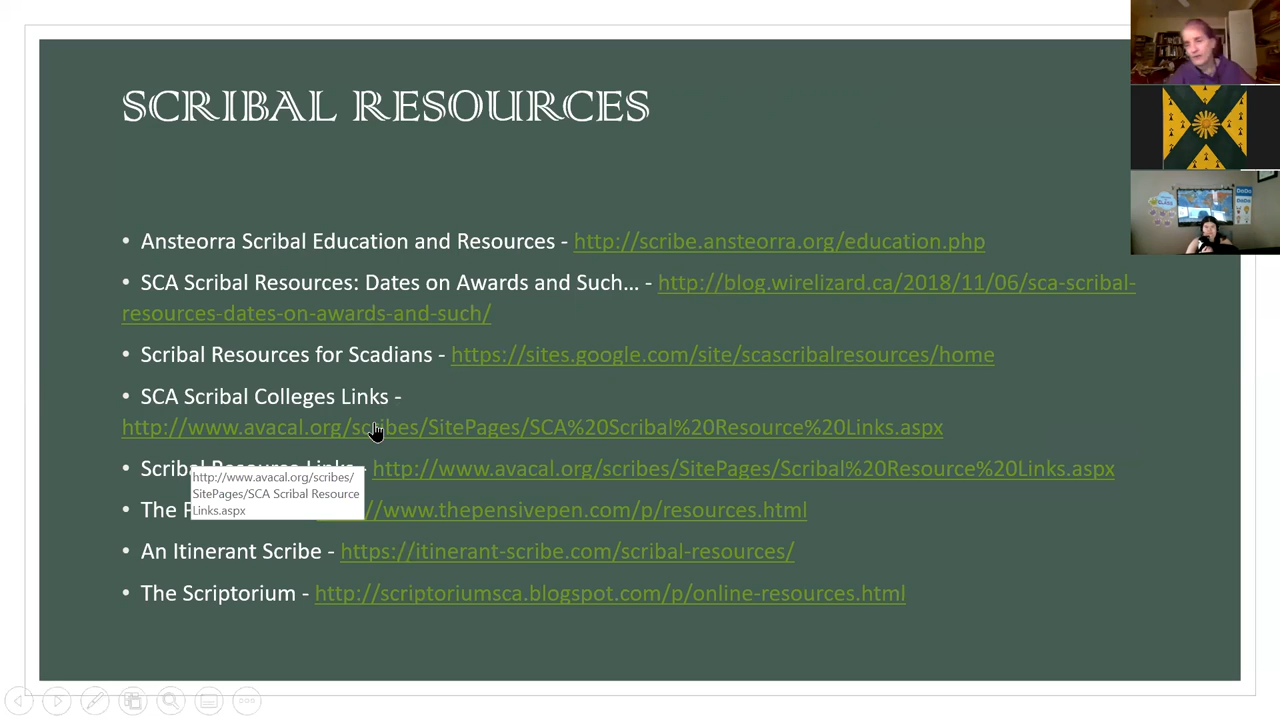 SCRIBAL RESOURCES
• Ansteorra Scribal Education and Resources - http://scribe.ansteorra.org/education.php
• SCA Scribal Resources: Dates on Awards and Such... - http://blog.wirelizard.ca/2018/11/06/sca-scribal-
resources-dates-on-awards-and-such/
• Scribal Resources for Scadians - https://sites.google.com/site/scascribalresources/home
• SCA Scribal Colleges Links -
http://www.avacal.org/scribes/SitePages/SCA%20Scribal%20Resource%20Links.aspx
• Scribal Resource Links - http://www.avacal.org/scribes/SitePages/Scribal%20Resource%20Links.aspx
http://www.avacal.org/scribes/
SitePages/SCA Scribal Resource
Links.aspx
• The //www.thepensivepen.com/p/resources.html
• An Itinerant Scribe - https://itinerant-scribe.com/scribal-resources/
• The Scriptorium - http://scriptoriumsca.blogspot.com/p/online-resources.html